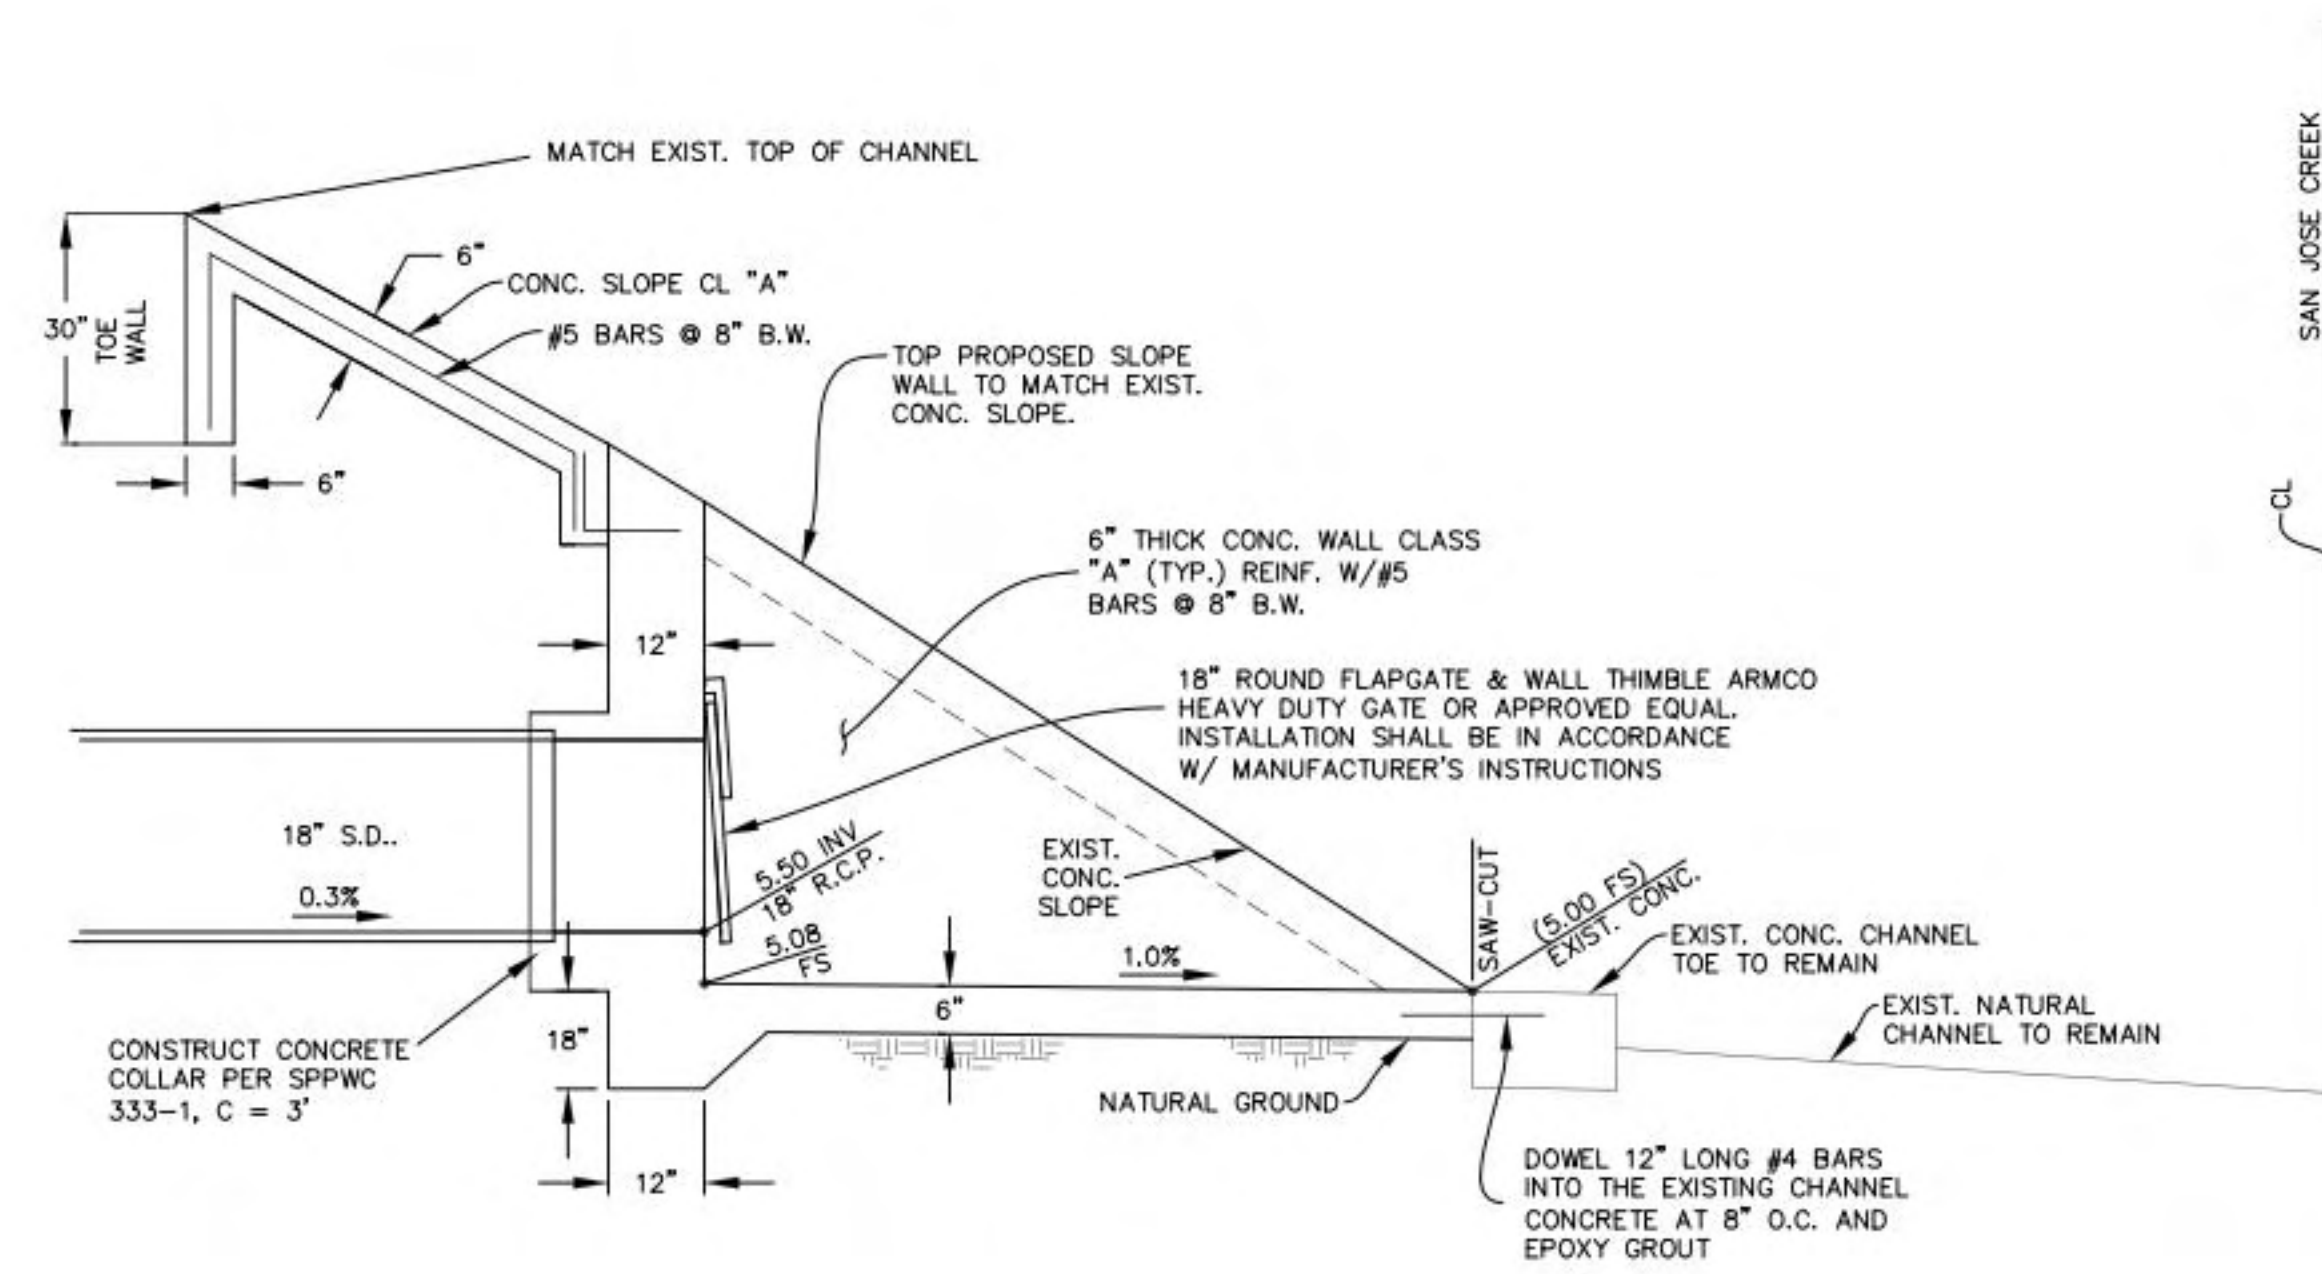 MATCH EXIST. TOP OF CHANNEL
SAN JOSE CREEK
6"
CONC. SLOPE CL "A"
#5 BARS @ 8" B.W.
30"
TOE
WALL
TOP PROPOSED SLOPE
WALL TO MATCH EXIST.
CONC. SLOPE.
6"
CL
6" THICK CONC. WALL CLASS
"A" (TYP.) REINF. W/#5
BARS @ 8" B.W.
12"
18" ROUND FLAPGATE & WALL THIMBLE ARMCO
HEAVY DUTY GATE OR APPROVED EQUAL.
INSTALLATION SHALL BE IN ACCORDANCE
W/ MANUFACTURER'S INSTRUCTIONS
18" S.D..
0.3%
5.50 INV
18" R.C.P.
5.08
FS
EXIST.
CONC.
SLOPE
1.0%
SAW-CUT
(5.00 FS)
EXIST. CONC.
EXIST. CONC. CHANNEL
TOE TO REMAIN
EXIST. NATURAL
CHANNEL TO REMAIN
6"
18"
CONSTRUCT CONCRETE
COLLAR PER SPPWC
333-1, C = 3'
NATURAL GROUND
12"
DOWEL 12" LONG #4 BARS
INTO THE EXISTING CHANNEL
CONCRETE AT 8" O.C. AND
EPOXY GROUT